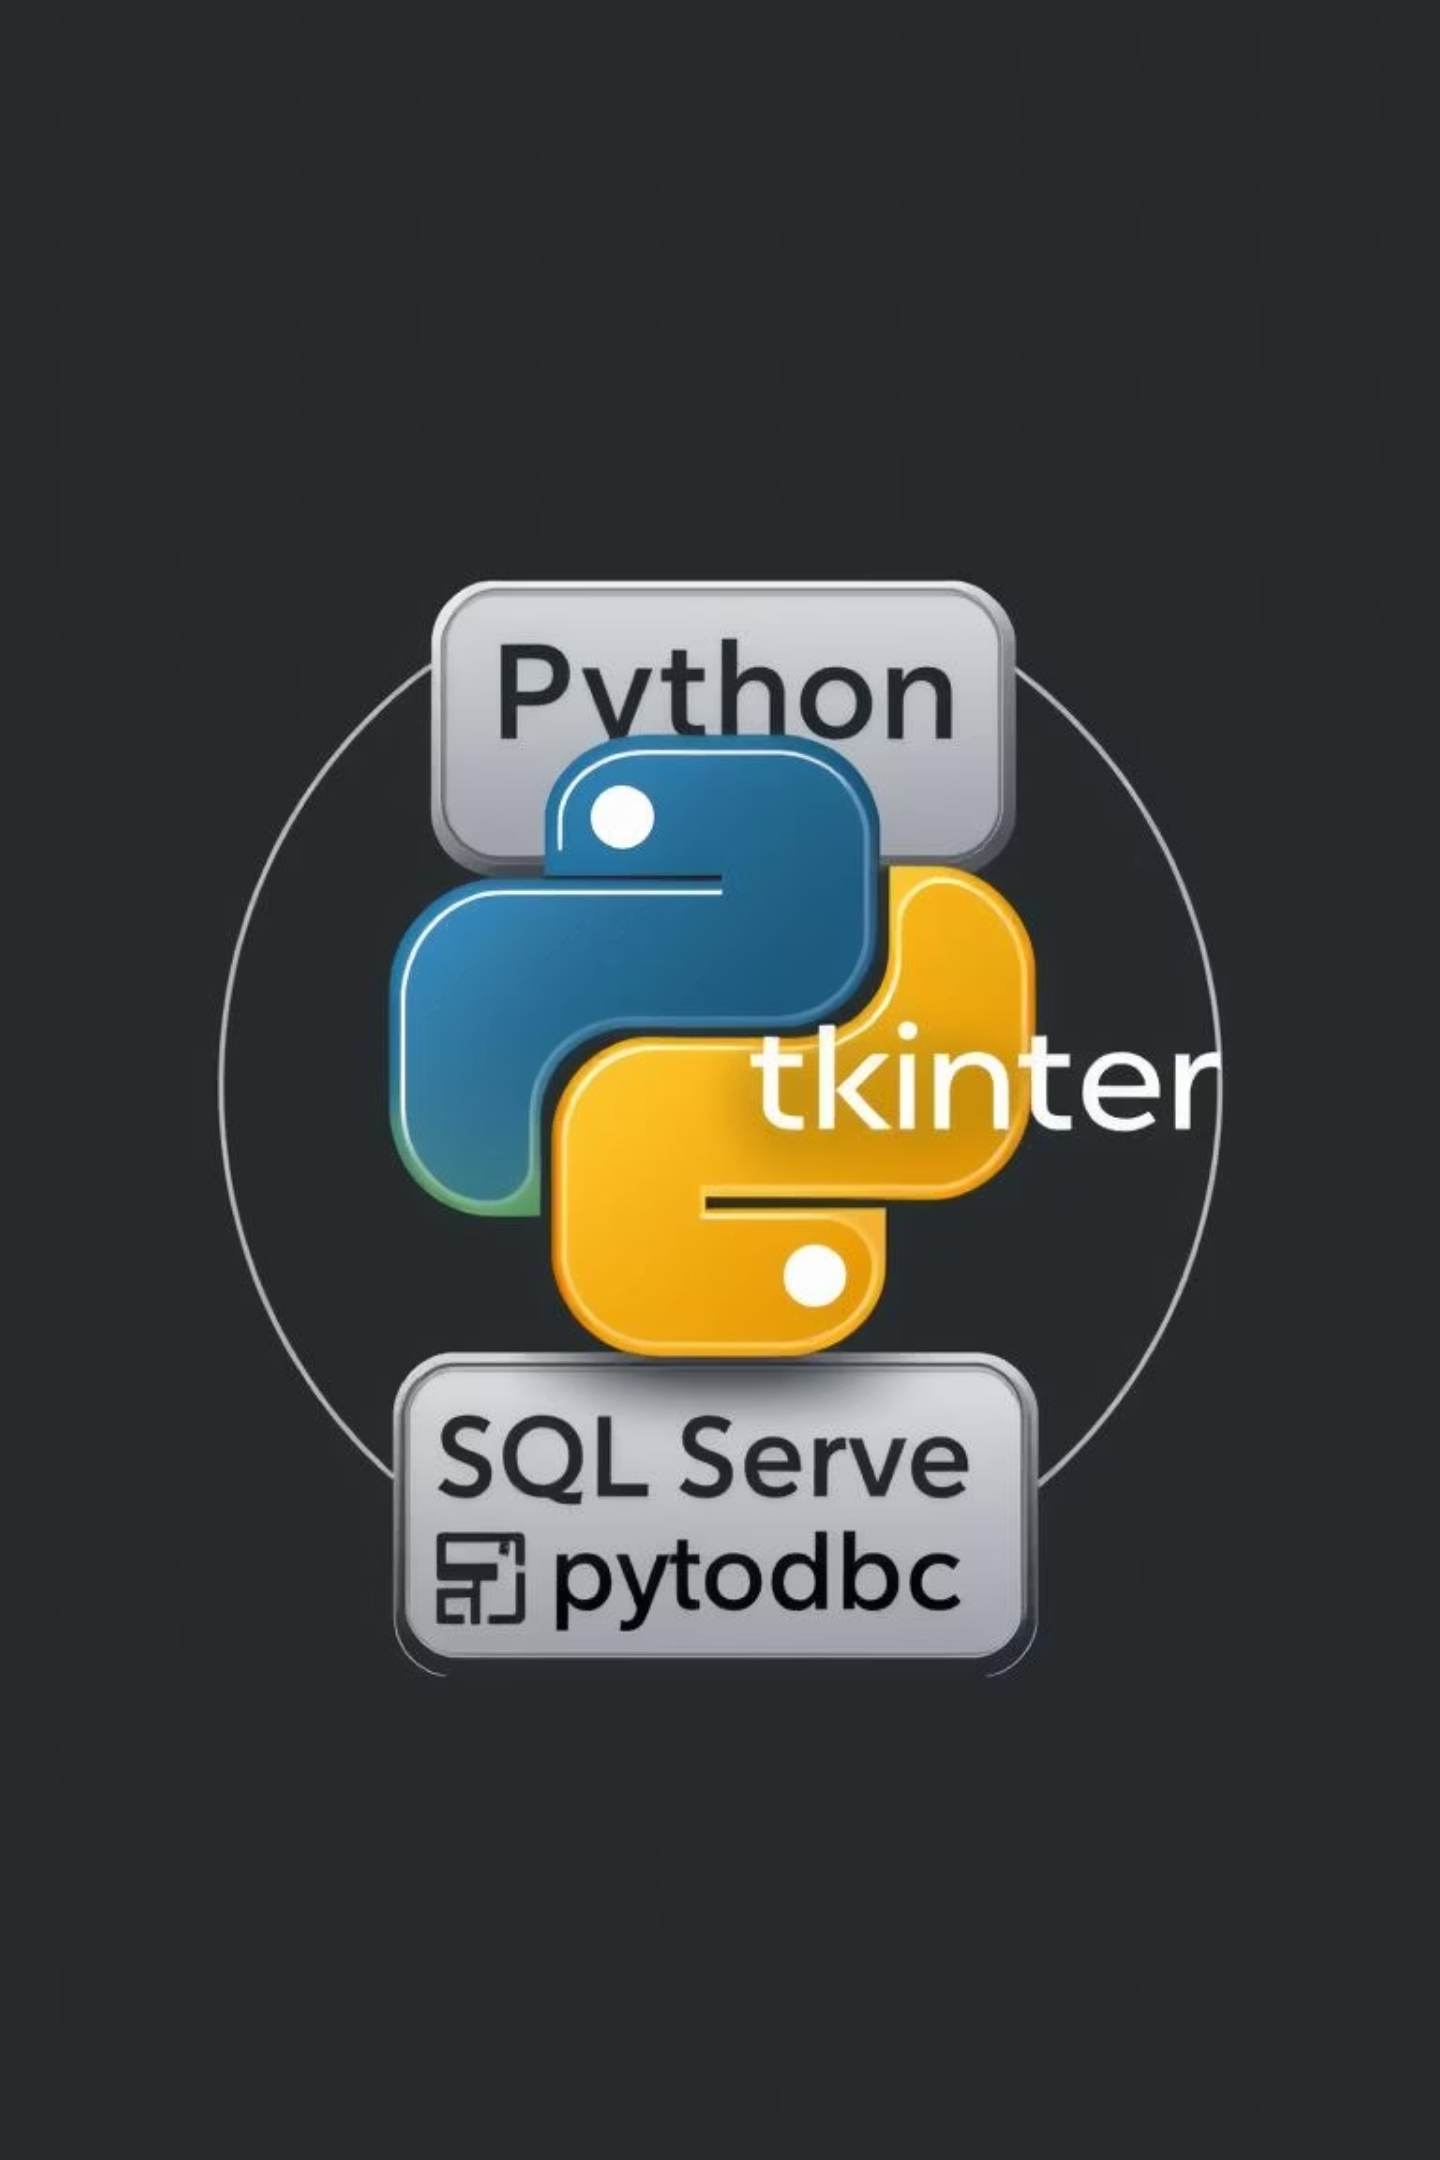 Python
tkinter
SQL Serve
pytodbc